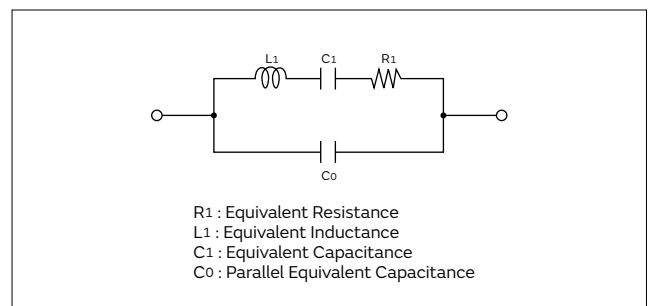 L1 C1 R1
C0
R1 : Equivalent Resistance
L1 : Equivalent Inductance
C1 : Equivalent Capacitance
C0 : Parallel Equivalent Capacitance